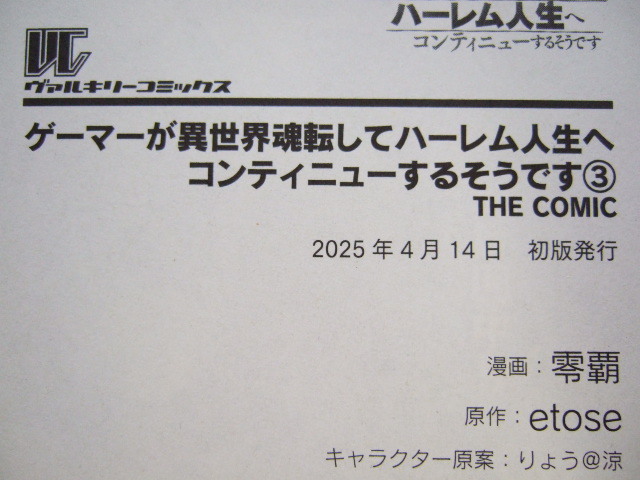 ハーレム人生へ
コンティニューするそうです
VC
ヴァルキリーコミックス
ゲーマーが異世界魂転してハーレム人生へ
コンティニューするそうです③
THE COMIC
2025年4月14日 初版発行
漫画：零覇
原作：etose
キャラクター原案：りょう@涼